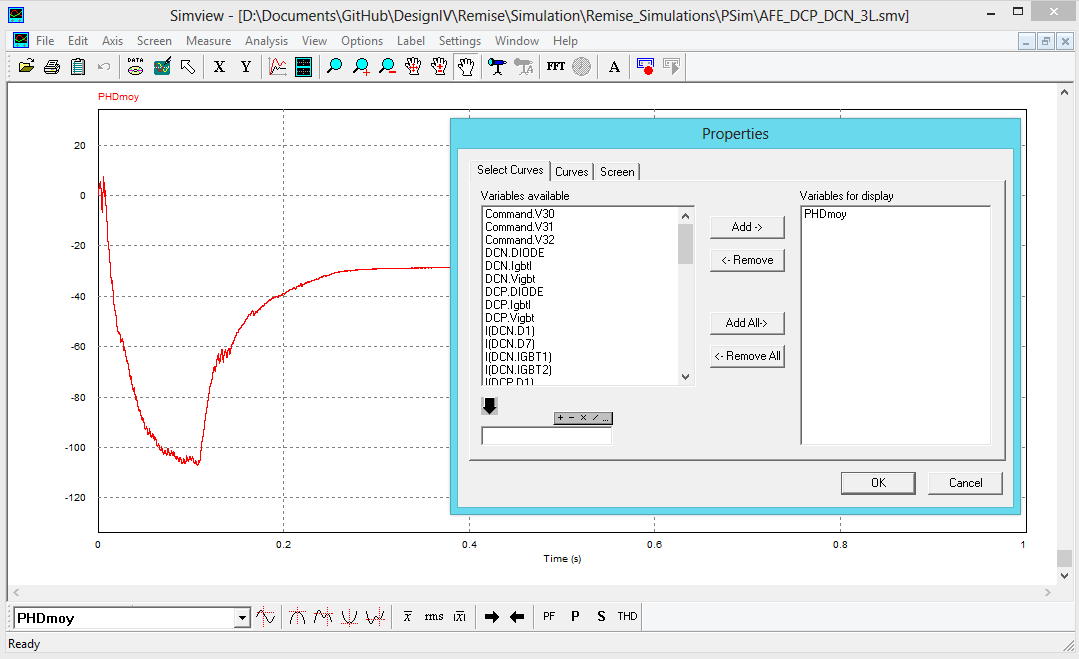 Simview - [D:\Documents\GitHub\DesignIV\Remise\Simulation\Remise_Simulations\PSim\AFE_DCP_DCN_3L.smv]
File Edit Axis Screen Measure Analysis View Options Label Settings Window Help
DATA X Y FFT A
PHDmoy
20
0
-20
-40
-60
-80
-100
-120
0 0.2 0.4 0.6 0.8 1
Time (s)
Properties
Select Curves Curves Screen
Variables available
Command.V30
Command.V31
Command.V32
DCN.DIODE
DCN.Igbtl
DCN.Vigbt
DCP.DIODE
DCP.Igbtl
DCP.Vigbt
I(DCN.D1)
I(DCN.D7)
I(DCN.IGBT1)
I(DCN.IGBT2)
I(DCP.D1)
Add ->
<- Remove
Add All->
<- Remove All
Variables for display
PHDmoy
+ - × / ...
OK Cancel
PHDmoy
x rms |x| PF P S THD
Ready